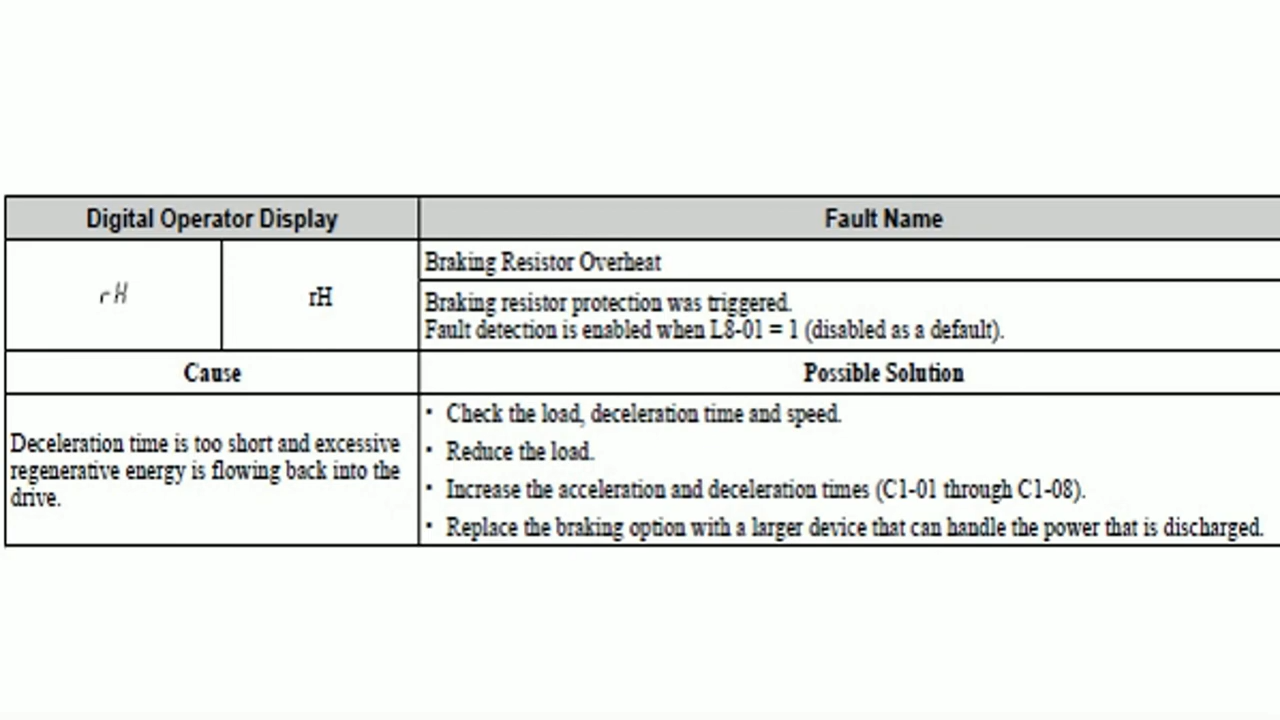 Digital Operator Display
Fault Name
rH
rH
Braking Resistor Overheat
Braking resistor protection was triggered.
Fault detection is enabled when L8-01 = 1 (disabled as a default).
Cause
Possible Solution
Deceleration time is too short and excessive
regenerative energy is flowing back into the
drive.
• Check the load, deceleration time and speed.
• Reduce the load.
• Increase the acceleration and deceleration times (C1-01 through C1-08).
• Replace the braking option with a larger device that can handle the power that is discharged.